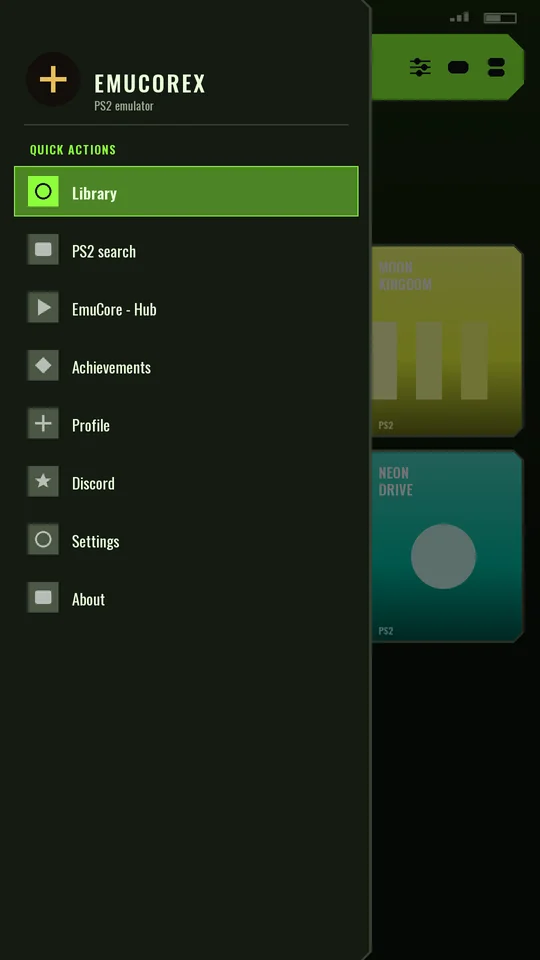 EMUCOREX
PS2 emulator
QUICK ACTIONS
Library
PS2 search
EmuCore - Hub
Achievements
Profile
Discord
Settings
About
MOON
KINGDOM
PS2
NEON
DRIVE
PS2